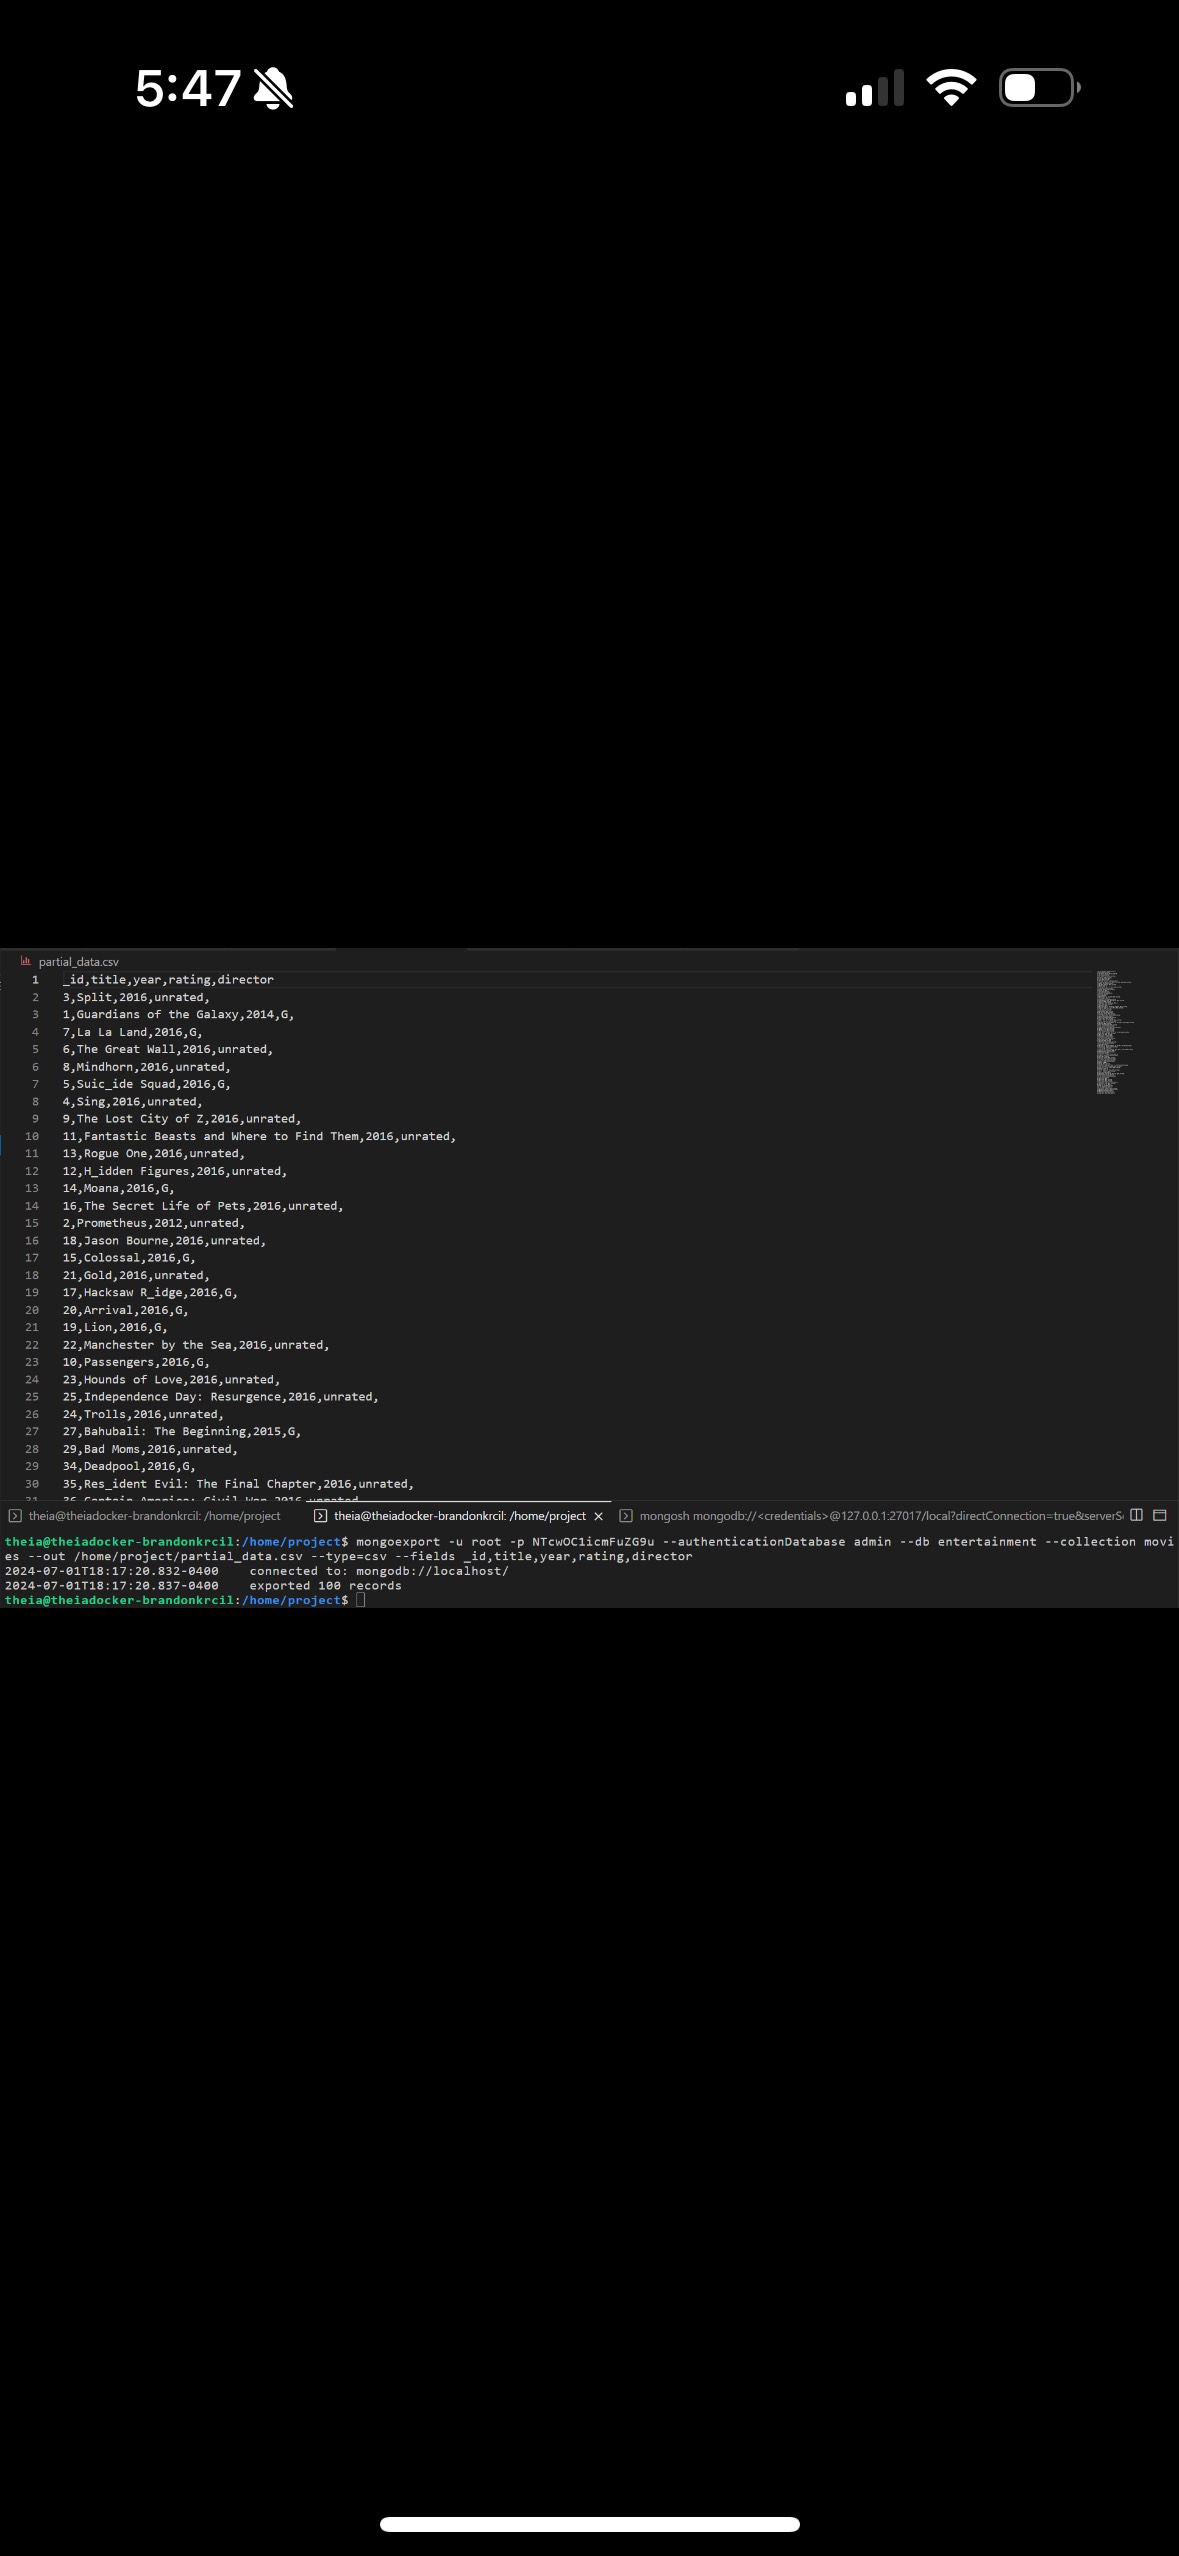 5:47
partial_data.csv
1 _id,title,year,rating,director
2 3,Split,2016,unrated,
3 1,Guardians of the Galaxy,2014,G,
4 7,La La Land,2016,G,
5 6,The Great Wall,2016,unrated,
6 8,Mindhorn,2016,unrated,
7 5,Suic_ide Squad,2016,G,
8 4,Sing,2016,unrated,
9 9,The Lost City of Z,2016,unrated,
10 11,Fantastic Beasts and Where to Find Them,2016,unrated,
11 13,Rogue One,2016,unrated,
12 12,H_idden Figures,2016,unrated,
13 14,Moana,2016,G,
14 16,The Secret Life of Pets,2016,unrated,
15 2,Prometheus,2012,unrated,
16 18,Jason Bourne,2016,unrated,
17 15,Colossal,2016,G,
18 21,Gold,2016,unrated,
19 17,Hacksaw R_idge,2016,G,
20 20,Arrival,2016,G,
21 19,Lion,2016,G,
22 22,Manchester by the Sea,2016,unrated,
23 10,Passengers,2016,G,
24 23,Hounds of Love,2016,unrated,
25 25,Independence Day: Resurgence,2016,unrated,
26 24,Trolls,2016,unrated,
27 27,Bahubali: The Beginning,2015,G,
28 29,Bad Moms,2016,unrated,
29 34,Deadpool,2016,G,
30 35,Res_ident Evil: The Final Chapter,2016,unrated,
31 36,Captain America: Civil War,2016,unrated
theia@theiadocker-brandonkrcil: /home/project theia@theiadocker-brandonkrcil: /home/project mongosh mongodb://<credentials>@127.0.0.1:27017/local?directConnection=true&serverS
theia@theiadocker-brandonkrcil:/home/project$ mongoexport -u root -p NTcwOC1icmFuZG9u --authenticationDatabase admin --db entertainment --collection movi
es --out /home/project/partial_data.csv --type=csv --fields _id,title,year,rating,director
2024-07-01T18:17:20.832-0400 connected to: mongodb://localhost/
2024-07-01T18:17:20.837-0400 exported 100 records
theia@theiadocker-brandonkrcil:/home/project$